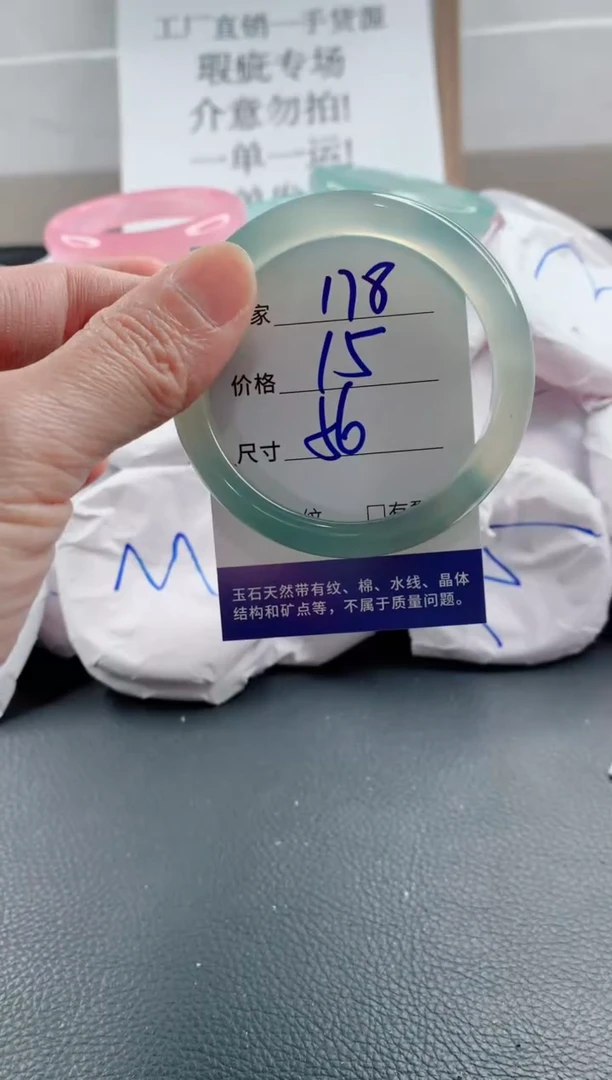 工厂直销一手货源
瑕疵专场
介意勿拍!
一单一运!
家 178
价格 15
尺寸 56
玉石天然带有纹、棉、水线、晶体
结构和矿点等，不属于质量问题。
M